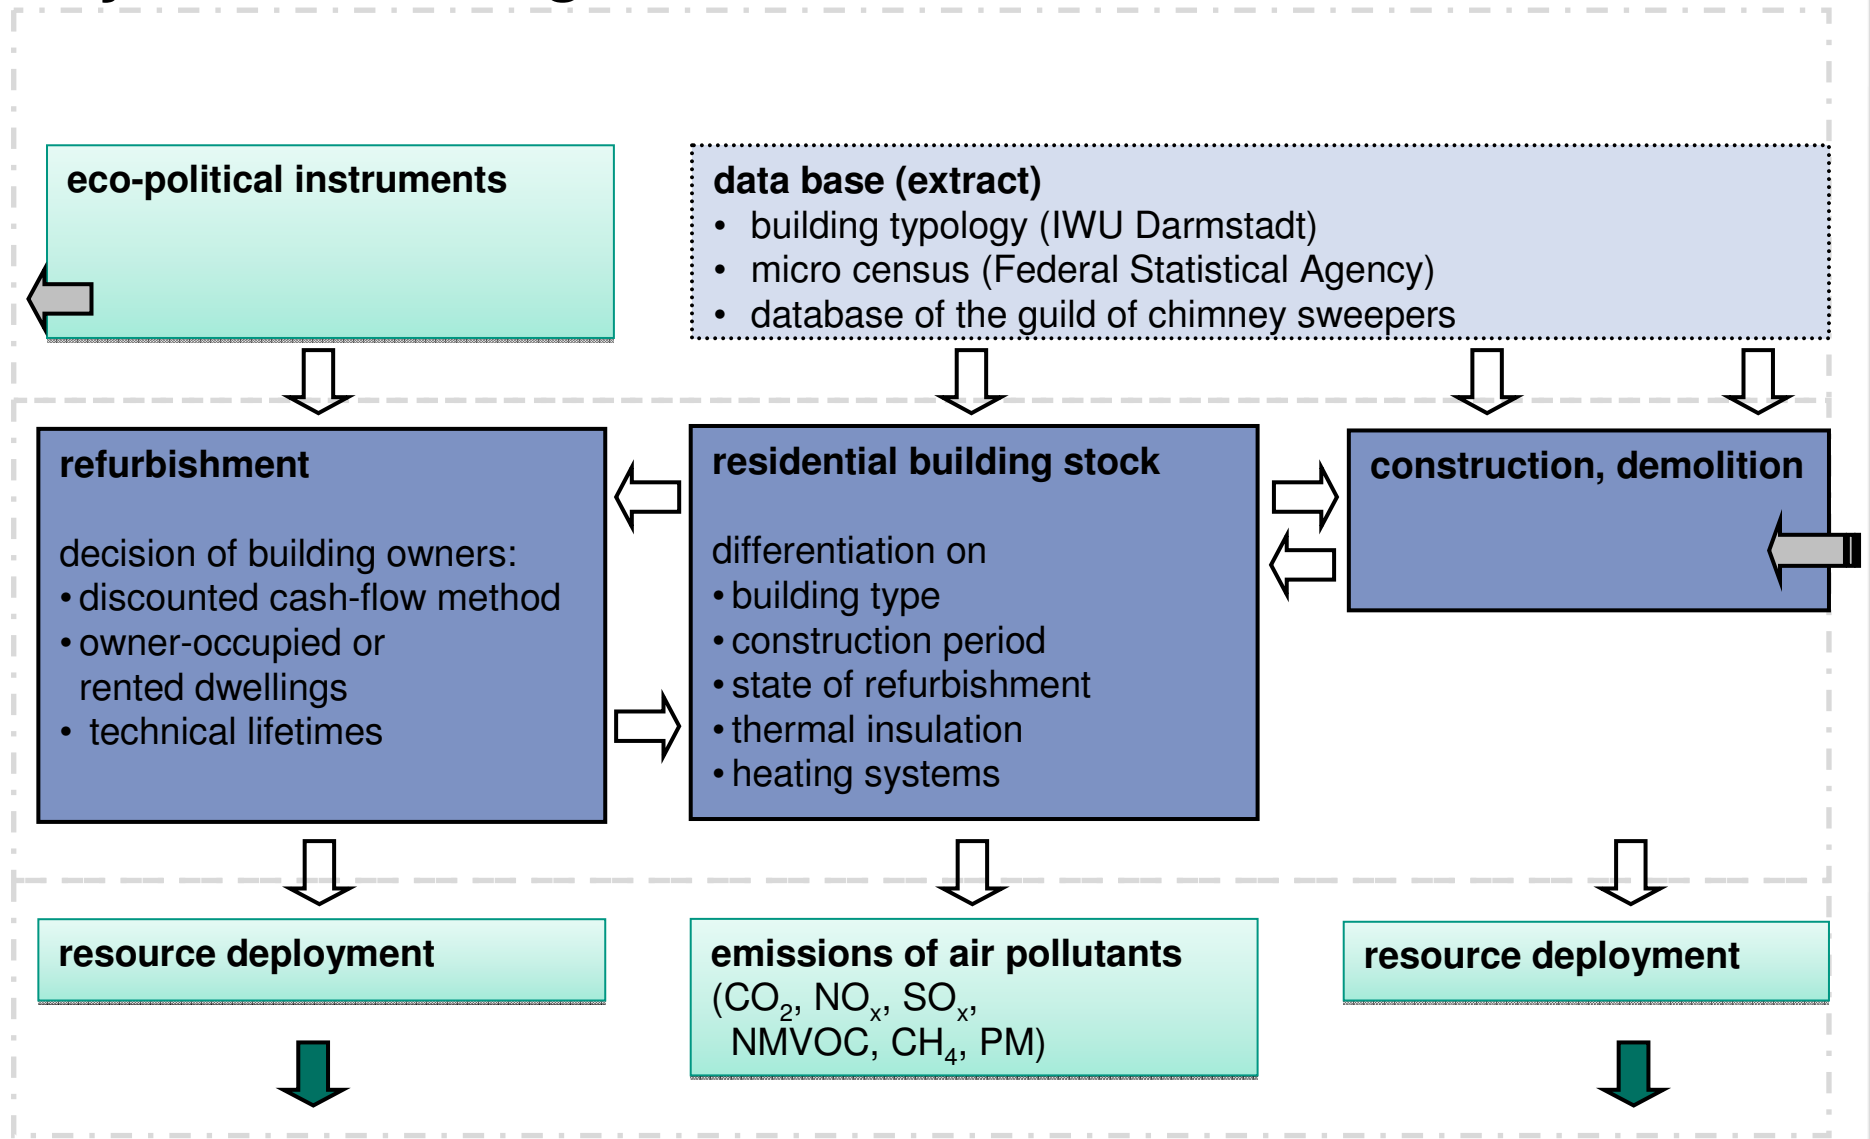 eco-political instruments
data base (extract)
• building typology (IWU Darmstadt)
• micro census (Federal Statistical Agency)
• database of the guild of chimney sweepers
refurbishment
decision of building owners:
• discounted cash-flow method
• owner-occupied or
rented dwellings
• technical lifetimes
residential building stock
differentiation on
• building type
• construction period
• state of refurbishment
• thermal insulation
• heating systems
construction, demolition
resource deployment
emissions of air pollutants
(CO₂, NOₓ, SOₓ,
NMVOC, CH₄, PM)
resource deployment